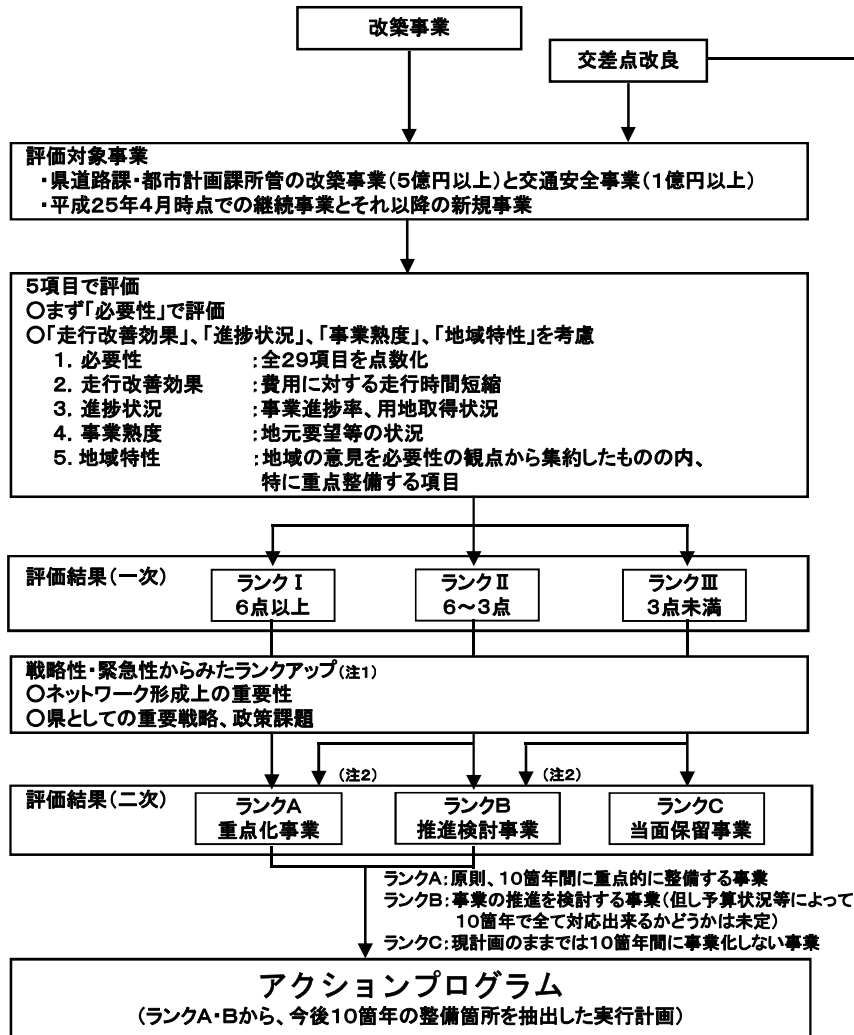 改築事業
交差点改良
評価対象事業
・県道路課・都市計画課所管の改築事業(5億円以上)と交通安全事業(1億円以上)
・平成25年4月時点での継続事業とそれ以降の新規事業
5項目で評価
○まず「必要性」で評価
○「走行改善効果」、「進捗状況」、「事業熟度」、「地域特性」を考慮
1. 必要性 :全29項目を点数化
2. 走行改善効果 :費用に対する走行時間短縮
3. 進捗状況 :事業進捗率、用地取得状況
4. 事業熟度 :地元要望等の状況
5. 地域特性 :地域の意見を必要性の観点から集約したものの内、
特に重点整備する項目
評価結果(一次)
ランクⅠ
6点以上
ランクⅡ
6~3点
ランクⅢ
3点未満
戦略性・緊急性からみたランクアップ(注1)
○ネットワーク形成上の重要性
○県としての重要戦略、政策課題
(注2)
(注2)
評価結果(二次)
ランクA
重点化事業
ランクB
推進検討事業
ランクC
当面保留事業
ランクA:原則、10箇年間に重点的に整備する事業
ランクB:事業の推進を検討する事業(但し予算状況等によって
10箇年で全て対応出来るかどうかは未定)
ランクC:現計画のままでは10箇年間に事業化しない事業
アクションプログラム
(ランクA・Bから、今後10箇年の整備箇所を抽出した実行計画)